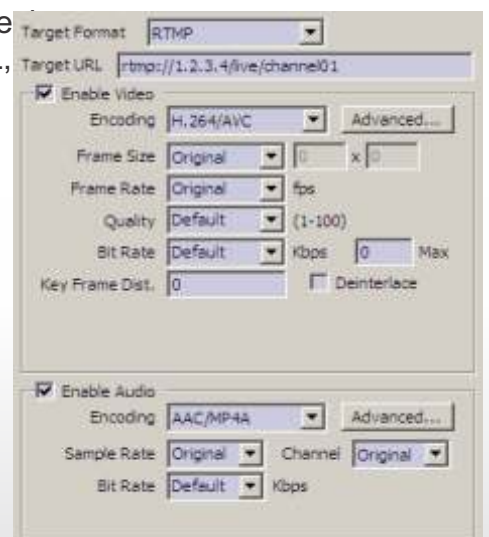 e
Target Format RTMP
., Target URL rtmp://1.2.3.4/live/channel01
Enable Video
Encoding H.264/AVC Advanced...
Frame Size Original 0 x 0
Frame Rate Original fps
Quality Default (1-100)
Bit Rate Default Kbps 0 Max
Key Frame Dist. 0 Deinterlace
Enable Audio
Encoding AAC/MP4A Advanced...
Sample Rate Original Channel Original
Bit Rate Default Kbps